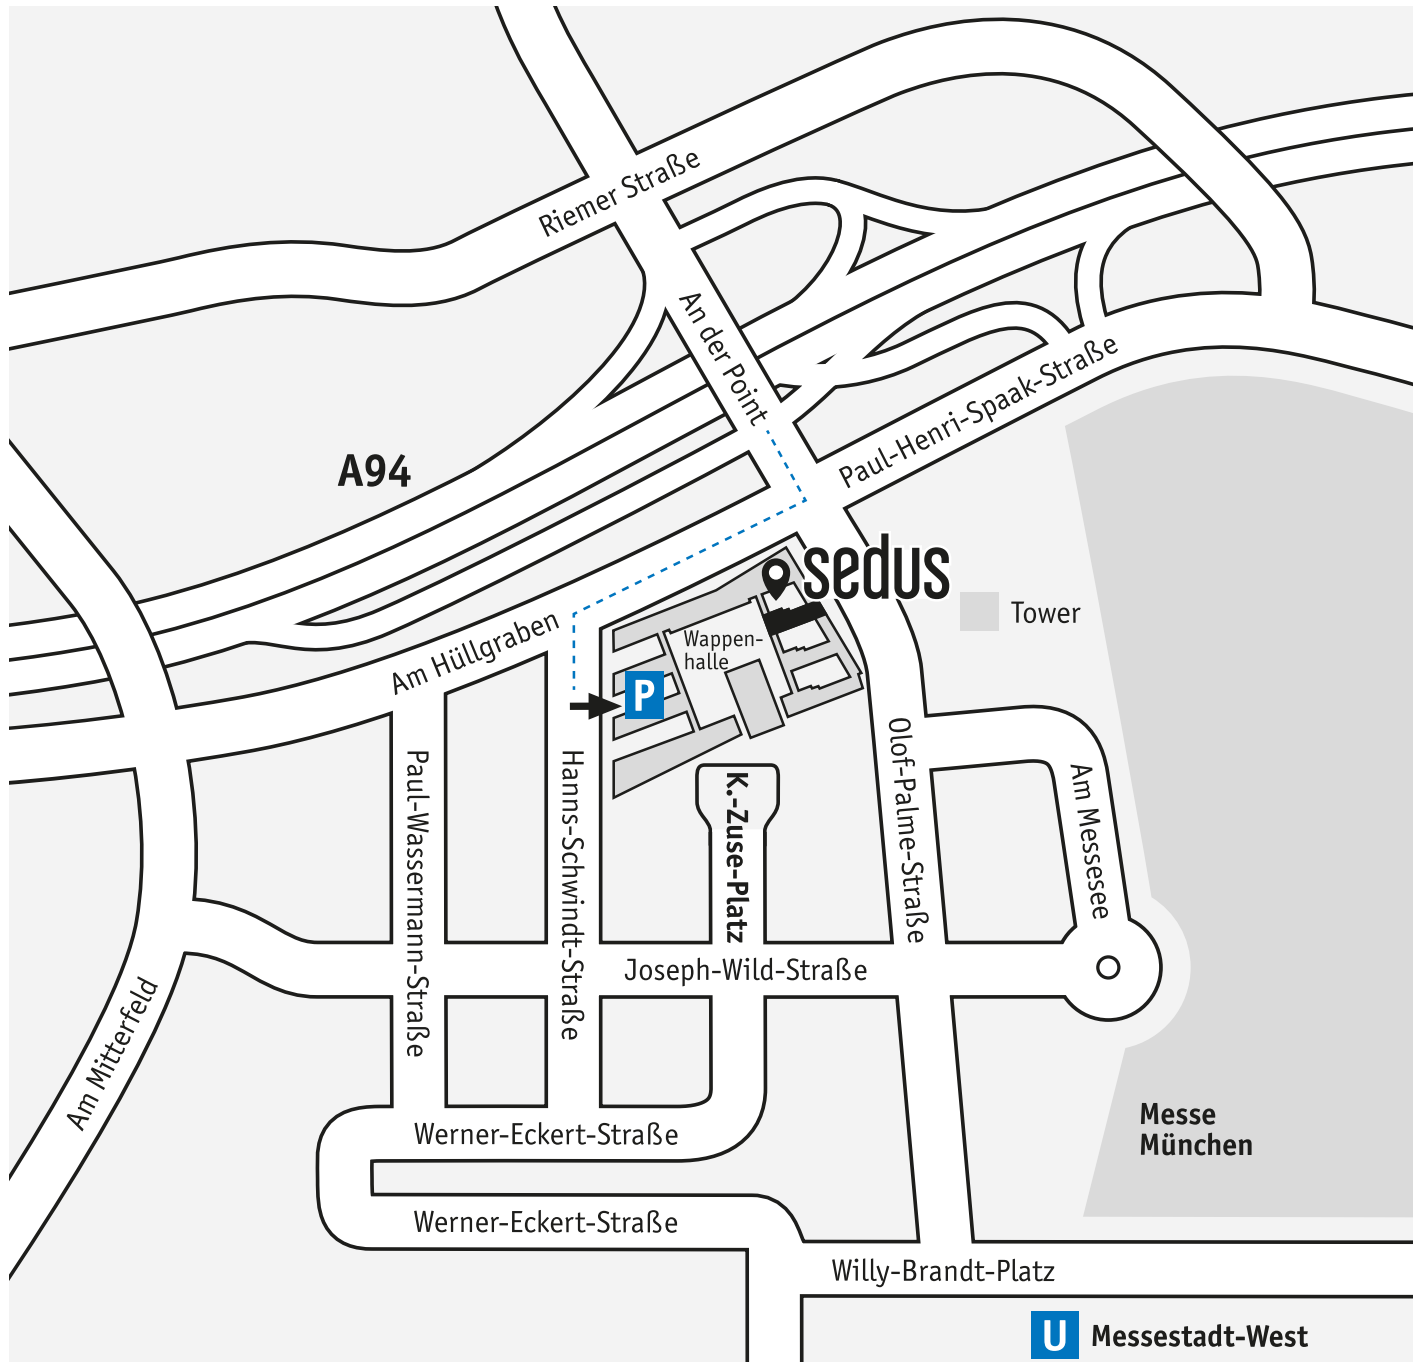 Riemer Straße
An der Point
Paul-Henri-Spaak-Straße
A94
sedus
Tower
Wappen-
halle
Am Hüllgraben
P
Paul-Wassermann-Straße
Hanns-Schwindt-Straße
K.-Zuse-Platz
Olof-Palme-Straße
Am Messesee
Joseph-Wild-Straße
Am Mitterfeld
Messe
München
Werner-Eckert-Straße
Werner-Eckert-Straße
Willy-Brandt-Platz
U Messestadt-West